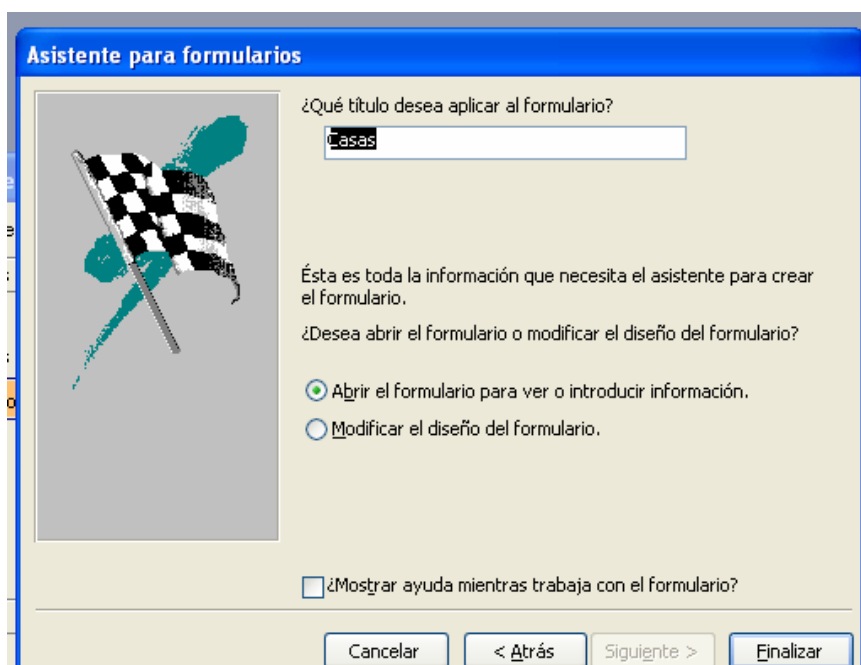 Asistente para formularios
¿Qué título desea aplicar al formulario?
Casas
Ésta es toda la información que necesita el asistente para crear
el formulario.
¿Desea abrir el formulario o modificar el diseño del formulario?
Abrir el formulario para ver o introducir información.
Modificar el diseño del formulario.
¿Mostrar ayuda mientras trabaja con el formulario?
Cancelar < Atrás Siguiente > Finalizar